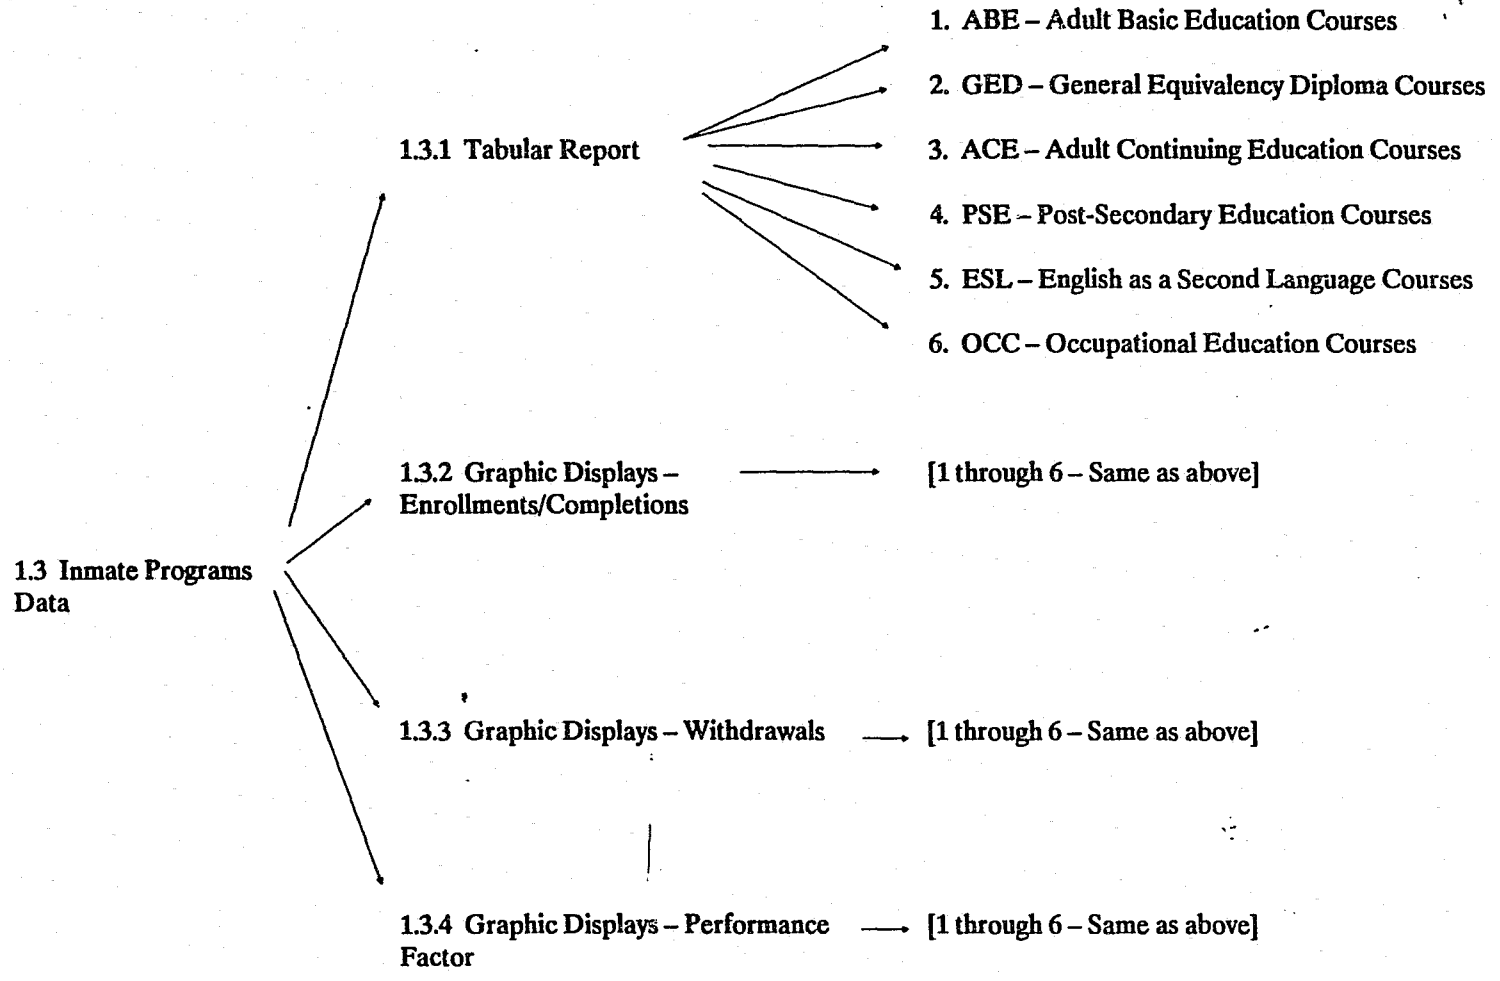 1. ABE – Adult Basic Education Courses
2. GED – General Equivalency Diploma Courses
1.3.1 Tabular Report
3. ACE – Adult Continuing Education Courses
4. PSE – Post-Secondary Education Courses
5. ESL – English as a Second Language Courses
6. OCC – Occupational Education Courses
1.3.2 Graphic Displays –
Enrollments/Completions
[1 through 6 – Same as above]
1.3 Inmate Programs
Data
1.3.3 Graphic Displays – Withdrawals
[1 through 6 – Same as above]
1.3.4 Graphic Displays – Performance
Factor
[1 through 6 – Same as above]